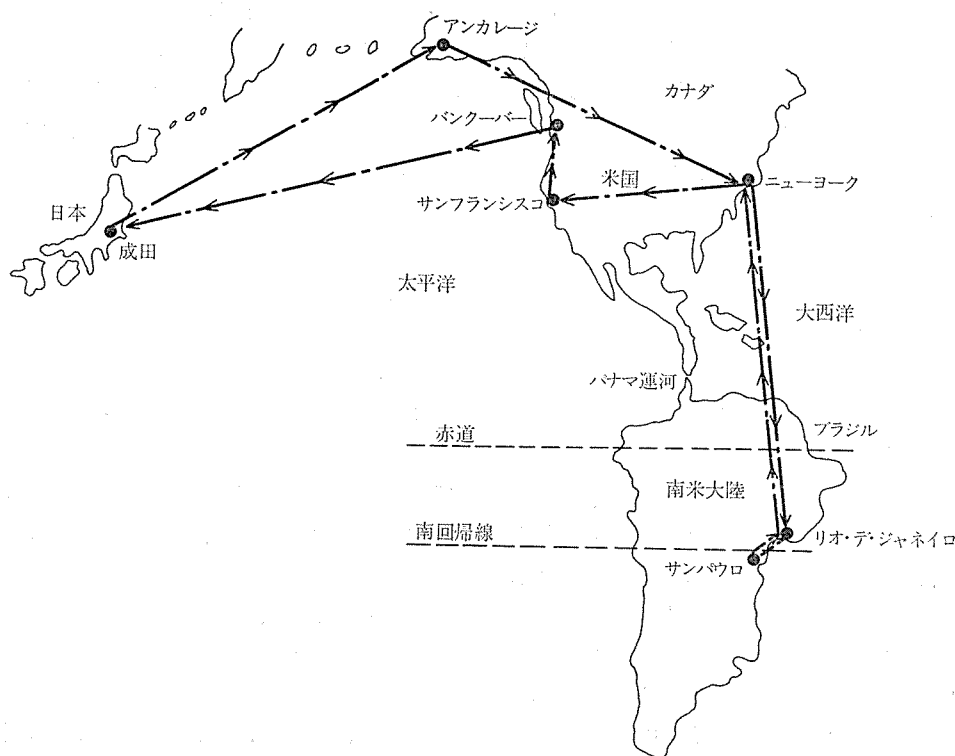 アンカレージ
カナダ
バンクーバー
ニューヨーク
米国
サンフランシスコ
日本
成田
太平洋
大西洋
パナマ運河
ブラジル
赤道
南米大陸
南回帰線
リオ・デ・ジャネイロ
サンパウロ